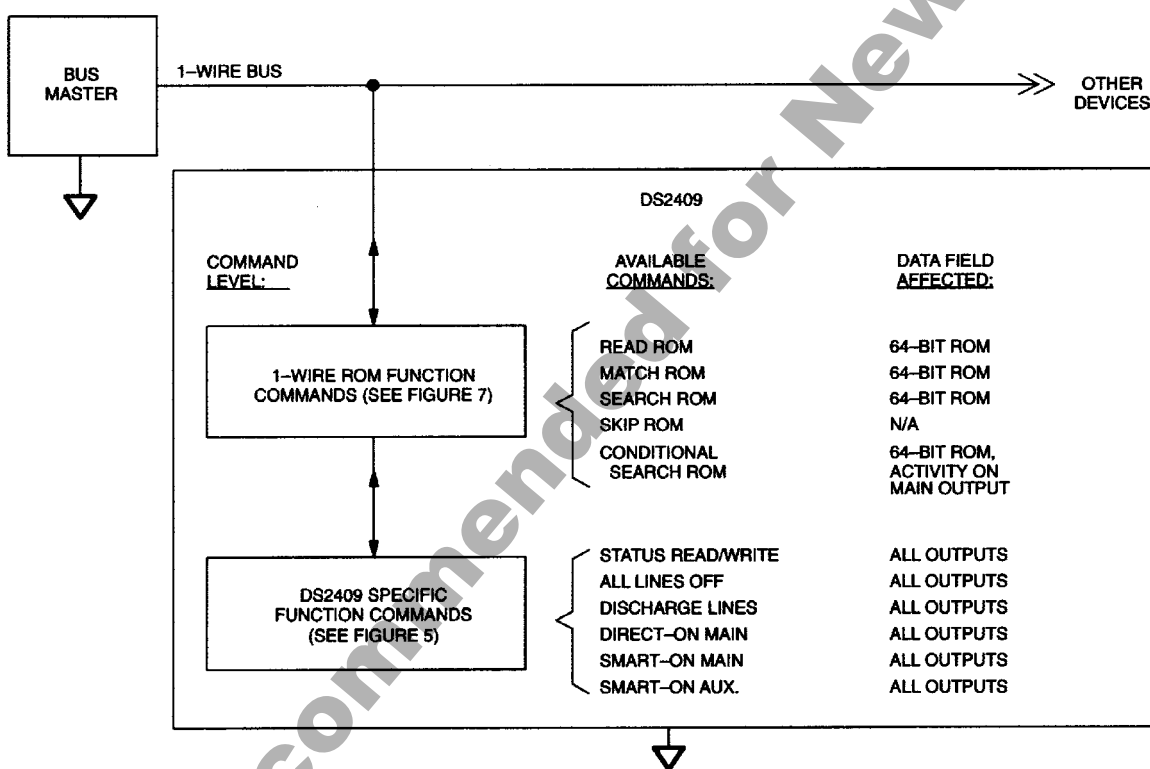 BUS
MASTER
1–WIRE BUS
OTHER
DEVICES
DS2409
COMMAND
LEVEL:
AVAILABLE
COMMANDS:
DATA FIELD
AFFECTED:
1–WIRE ROM FUNCTION
COMMANDS (SEE FIGURE 7)
READ ROM 64–BIT ROM
MATCH ROM 64–BIT ROM
SEARCH ROM 64–BIT ROM
SKIP ROM N/A
CONDITIONAL
SEARCH ROM
64–BIT ROM,
ACTIVITY ON
MAIN OUTPUT
DS2409 SPECIFIC
FUNCTION COMMANDS
(SEE FIGURE 5)
STATUS READ/WRITE ALL OUTPUTS
ALL LINES OFF ALL OUTPUTS
DISCHARGE LINES ALL OUTPUTS
DIRECT–ON MAIN ALL OUTPUTS
SMART–ON MAIN ALL OUTPUTS
SMART–ON AUX. ALL OUTPUTS
commended for New